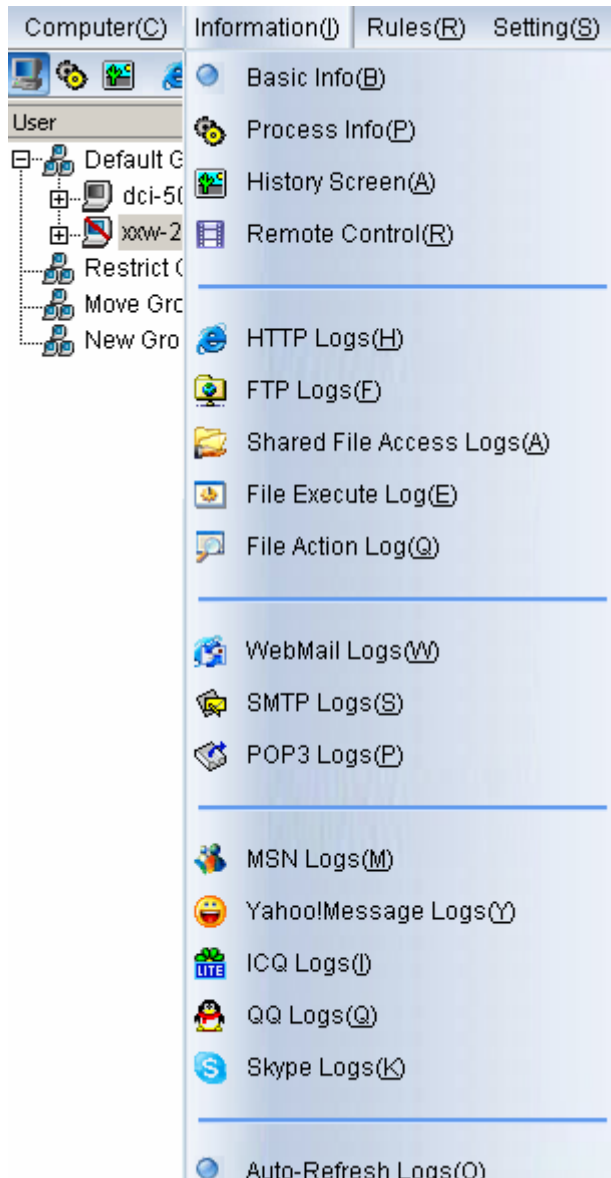 Computer(C) Information(I) Rules(R) Setting(S)
User
Default G
dci-50
xxw-2
Restrict
Move Gro
New Gro
Basic Info(B)
Process Info(P)
History Screen(A)
Remote Control(R)
HTTP Logs(H)
FTP Logs(F)
Shared File Access Logs(A)
File Execute Log(E)
File Action Log(Q)
WebMail Logs(W)
SMTP Logs(S)
POP3 Logs(P)
MSN Logs(M)
Yahoo!Message Logs(Y)
LITE
ICQ Logs(I)
QQ Logs(Q)
Skype Logs(K)
Auto-Refresh Logs(O)